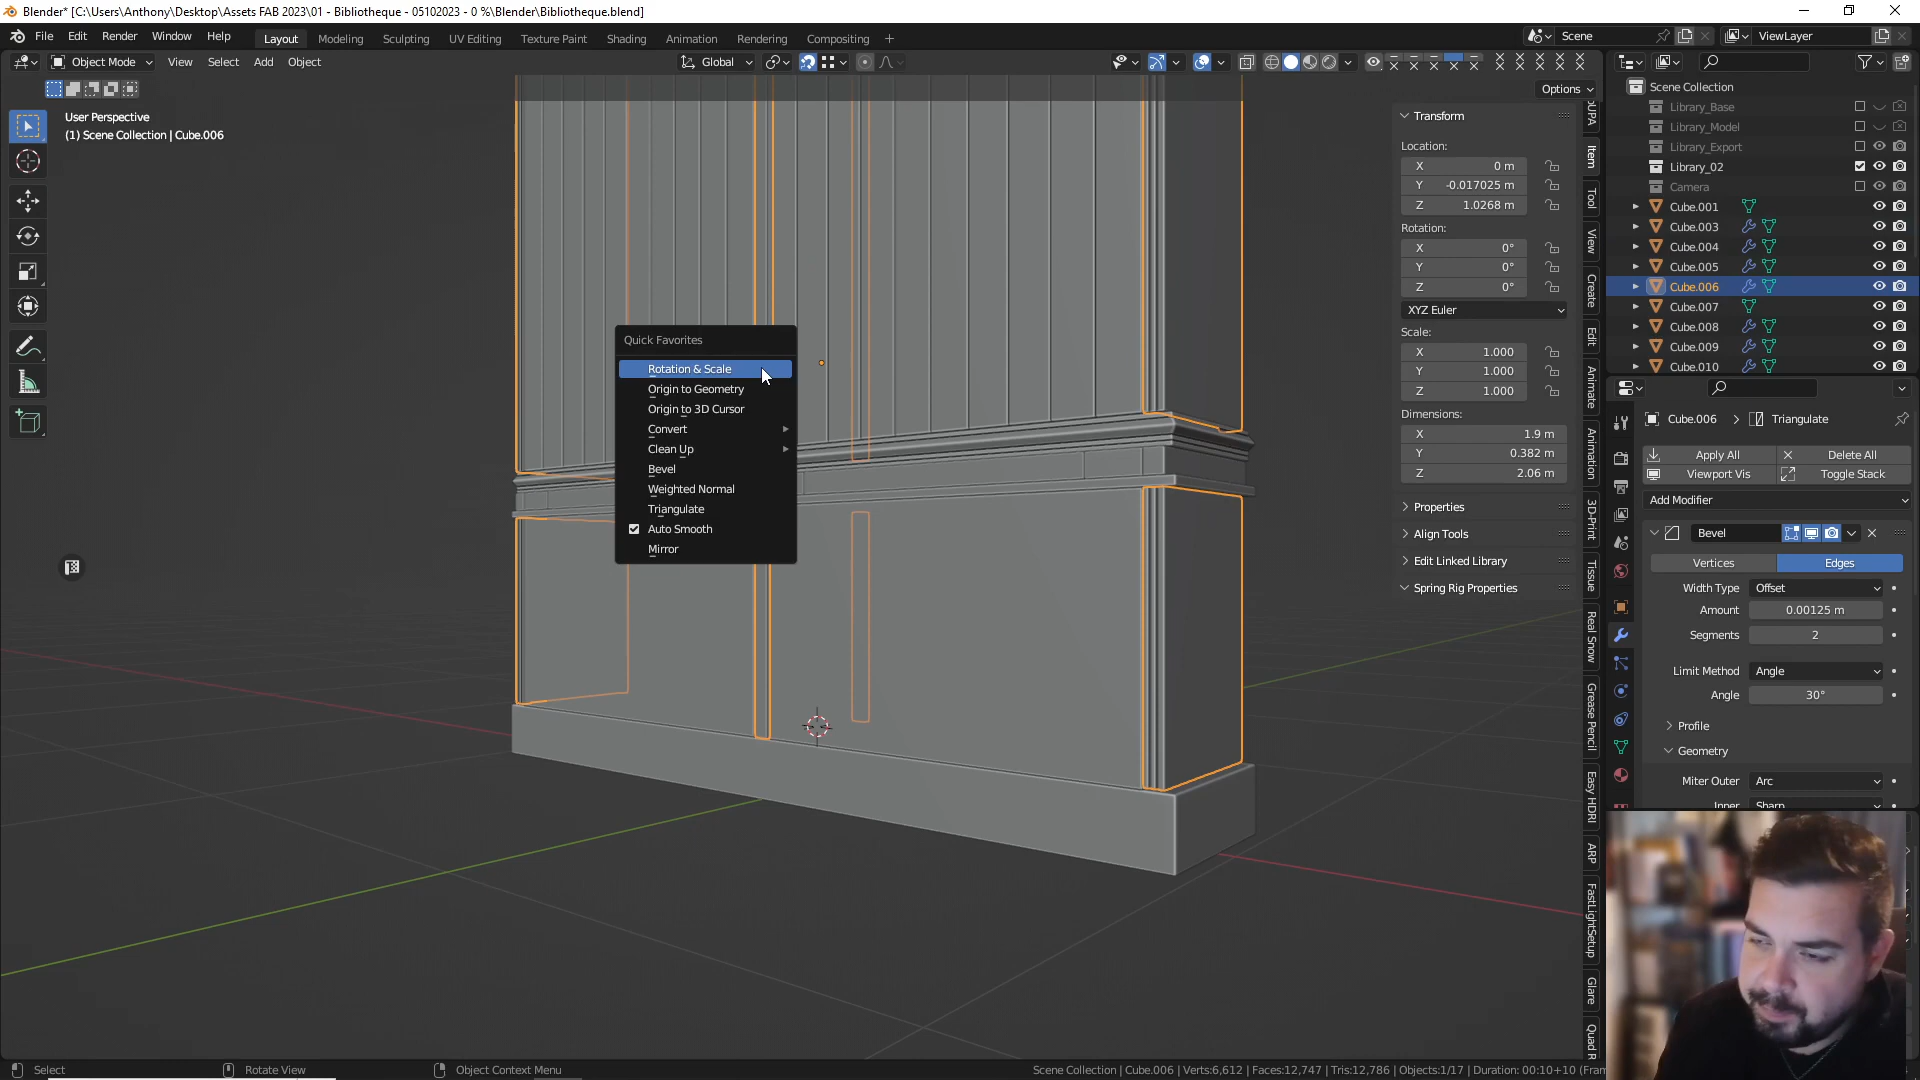 Blender* [C:\Users\Anthony\Desktop\Assets FAB 2023\01 - Bibliotheque - 05102023 - 0 %\Blender\Bibliotheque.blend]
File Edit Render Window Help Layout Modeling Sculpting UV Editing Texture Paint Shading Animation Rendering Compositing Scene ViewLayer
Object Mode View Select Add Object Global
Options
User Perspective
(1) Scene Collection | Cube.006
Quick Favorites
Rotation & Scale
Origin to Geometry
Origin to 3D Cursor
Convert
Clean Up
Bevel
Weighted Normal
Triangulate
Auto Smooth
Mirror
Transform
Location:
X 0 m
Y -0.017025 m
Z 1.0268 m
Rotation:
X 0°
Y 0°
Z 0°
XYZ Euler
Scale:
X 1.000
Y 1.000
Z 1.000
Dimensions:
X 1.9 m
Y 0.382 m
Z 2.06 m
Properties
Align Tools
Edit Linked Library
Spring Rig Properties
Item
Tool
View
Create
Edit
Animate
Animation
3D-Print
Tissue
Real Snow
Grease Pencil
Easy HDRI
ARP
FastLightSetup
Glare
Quad R
Scene Collection
Library_Base
Library_Model
Library_Export
Library_02
Camera
Cube.001
Cube.003
Cube.004
Cube.005
Cube.006
Cube.007
Cube.008
Cube.009
Cube.010
Cube.006 Triangulate
Apply All Delete All
Viewport Vis Toggle Stack
Add Modifier
Bevel
Vertices Edges
Width Type Offset
Amount 0.00125 m
Segments 2
Limit Method Angle
Angle 30°
Profile
Geometry
Miter Outer Arc
Inner Sharp
Select Rotate View Object Context Menu
Scene Collection | Cube.006 | Verts:6,612 | Faces:12,747 | Tris:12,786 | Objects:1/17 | Duration: 00:10+10 (Fram